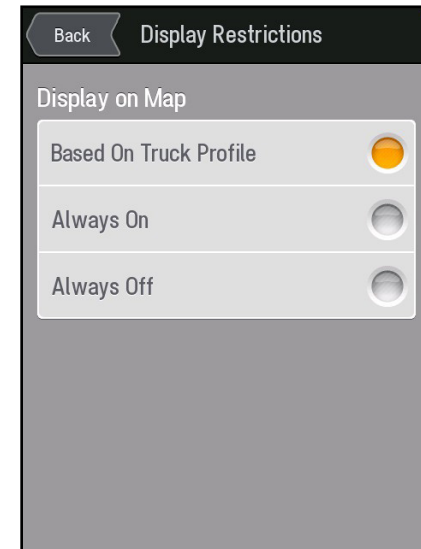 Back
Display Restrictions
Display on Map
Based On Truck Profile
Always On
Always Off